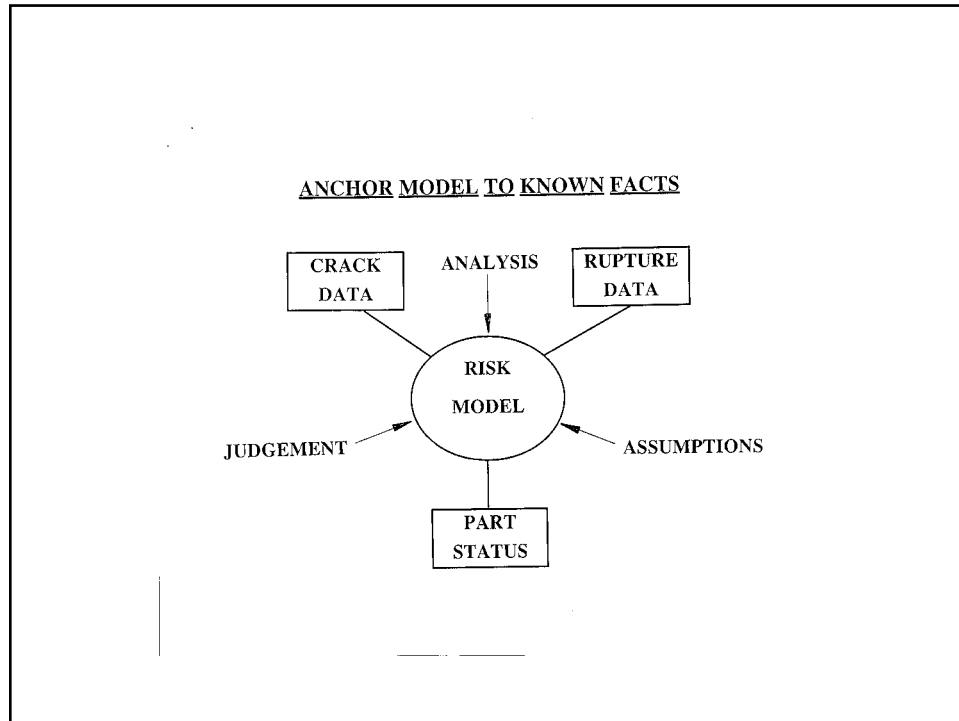 ANCHOR MODEL TO KNOWN FACTS
CRACK
DATA
ANALYSIS
RUPTURE
DATA
RISK
MODEL
JUDGEMENT
ASSUMPTIONS
PART
STATUS